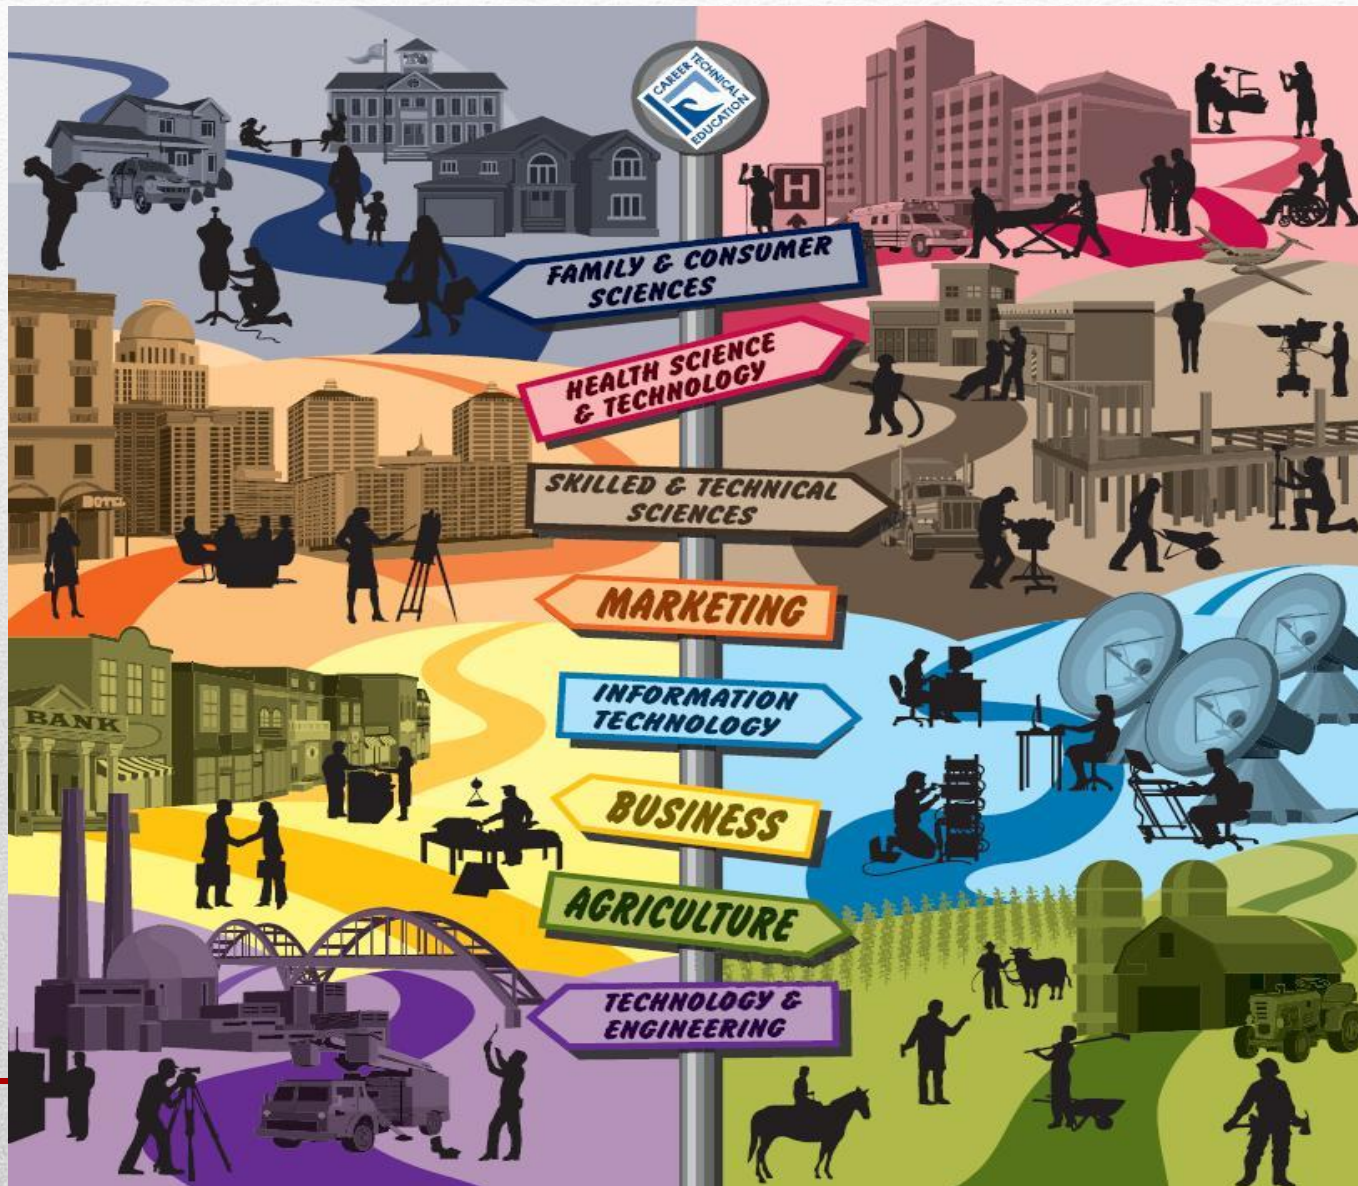 CAREER TECHNICAL
EDUCATION
H
FAMILY & CONSUMER
SCIENCES
HEALTH SCIENCE
& TECHNOLOGY
SKILLED & TECHNICAL
SCIENCES
HOTEL
MARKETING
INFORMATION
TECHNOLOGY
BANK
BUSINESS
AGRICULTURE
TECHNOLOGY &
ENGINEERING